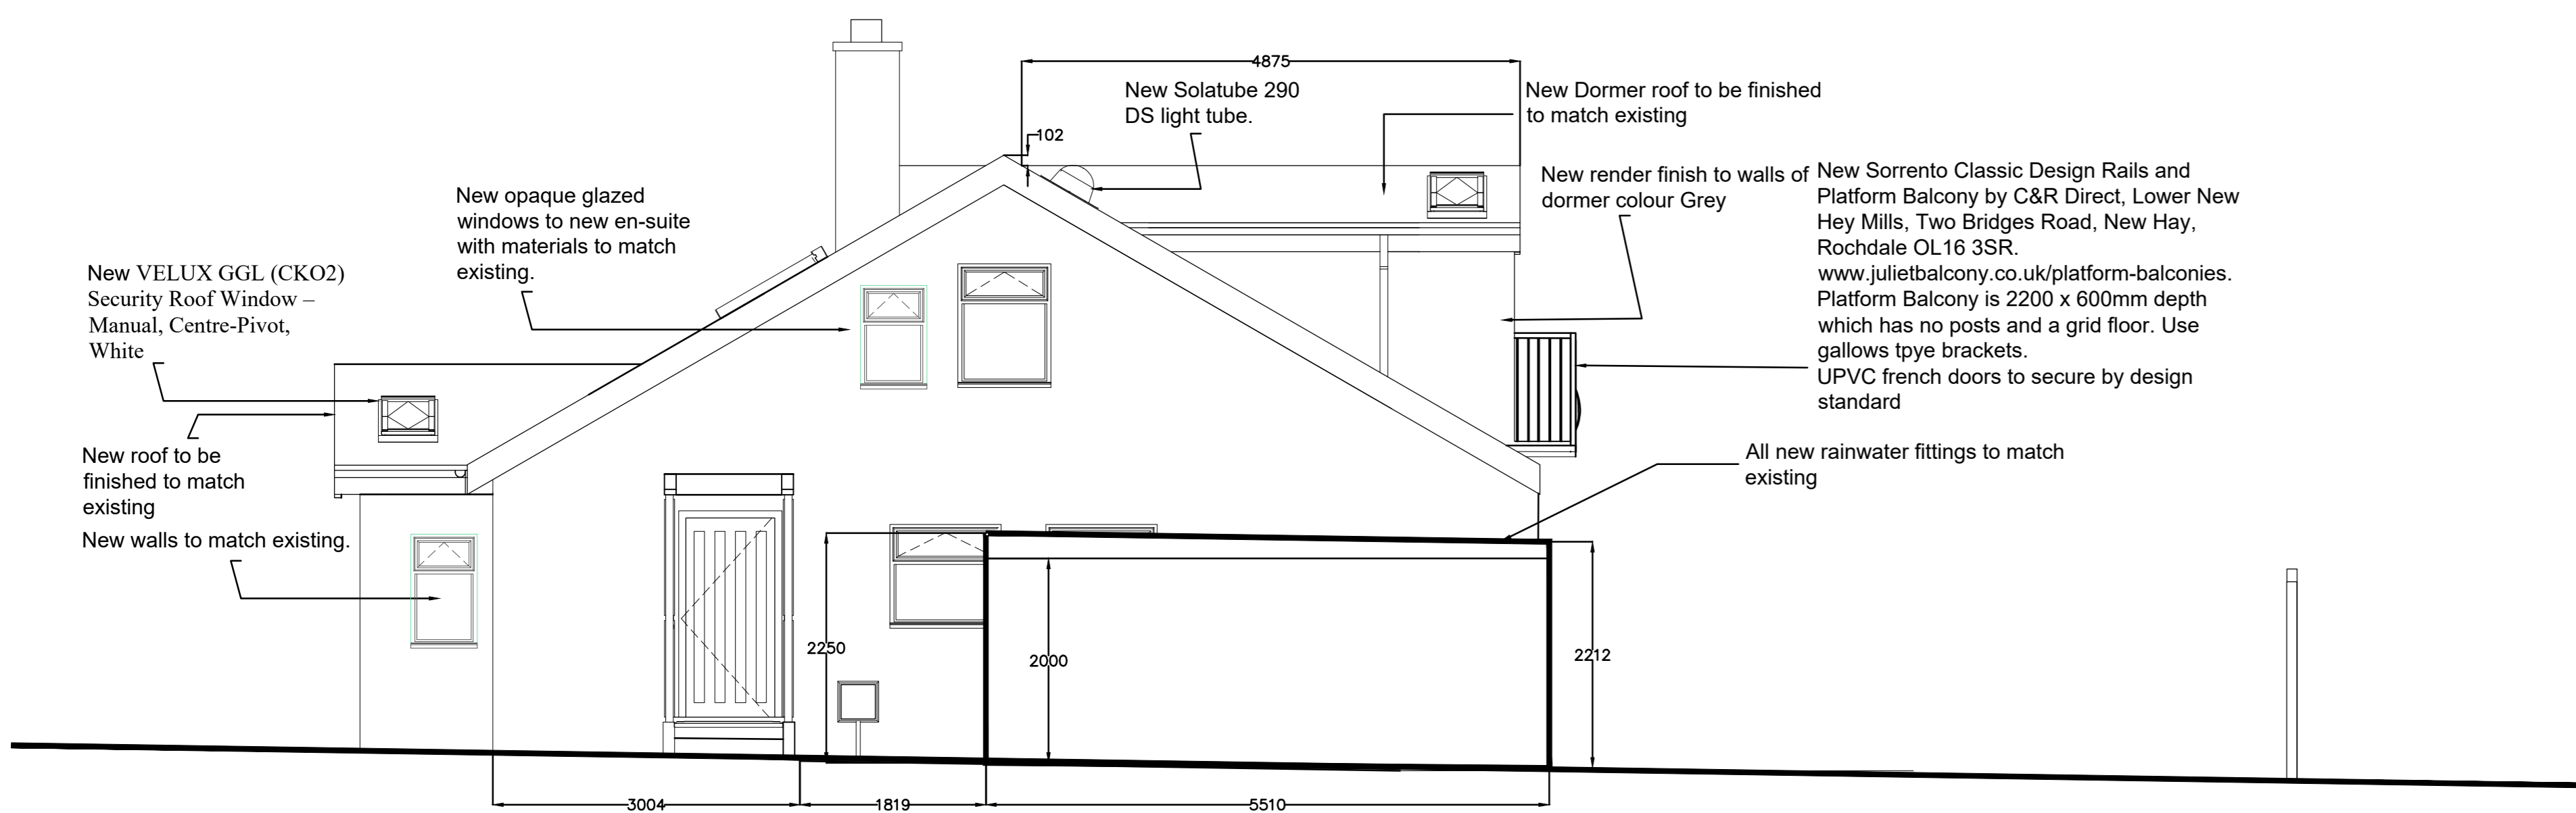 4875
New Solatube 290
DS light tube.
New Dormer roof to be finished
to match existing
102
New render finish to walls of
dormer colour Grey
New Sorrento Classic Design Rails and
Platform Balcony by C&R Direct, Lower New
Hey Mills, Two Bridges Road, New Hay,
Rochdale OL16 3SR.
www.julietbalcony.co.uk/platform-balconies.
Platform Balcony is 2200 x 600mm depth
which has no posts and a grid floor. Use
gallows tpye brackets.
UPVC french doors to secure by design
standard
New opaque glazed
windows to new en-suite
with materials to match
existing.
New VELUX GGL (CKO2)
Security Roof Window –
Manual, Centre-Pivot,
White
New roof to be
finished to match
existing
New walls to match existing.
All new rainwater fittings to match
existing
2250
2000
2212
3004
1819
5510